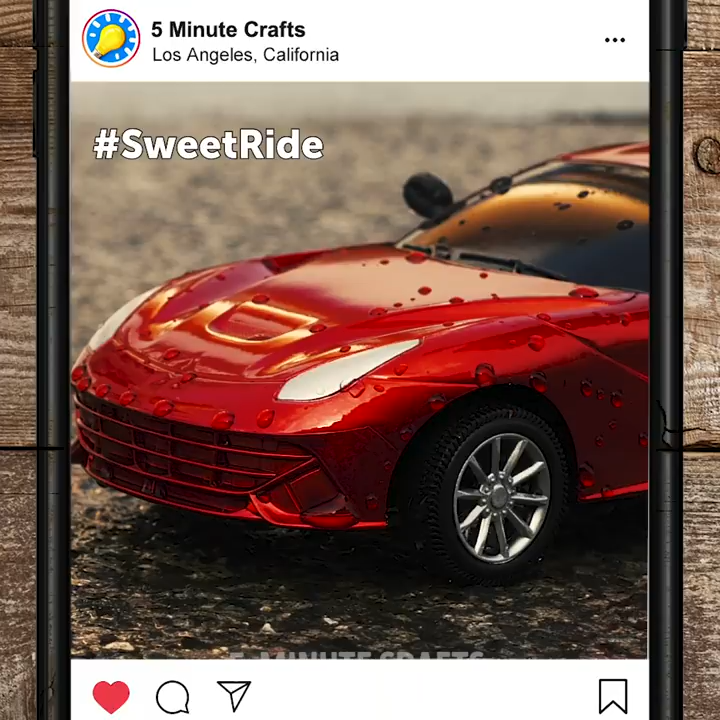 5 Minute Crafts
Los Angeles, California
#SweetRide
5-MINUTE CRAFTS